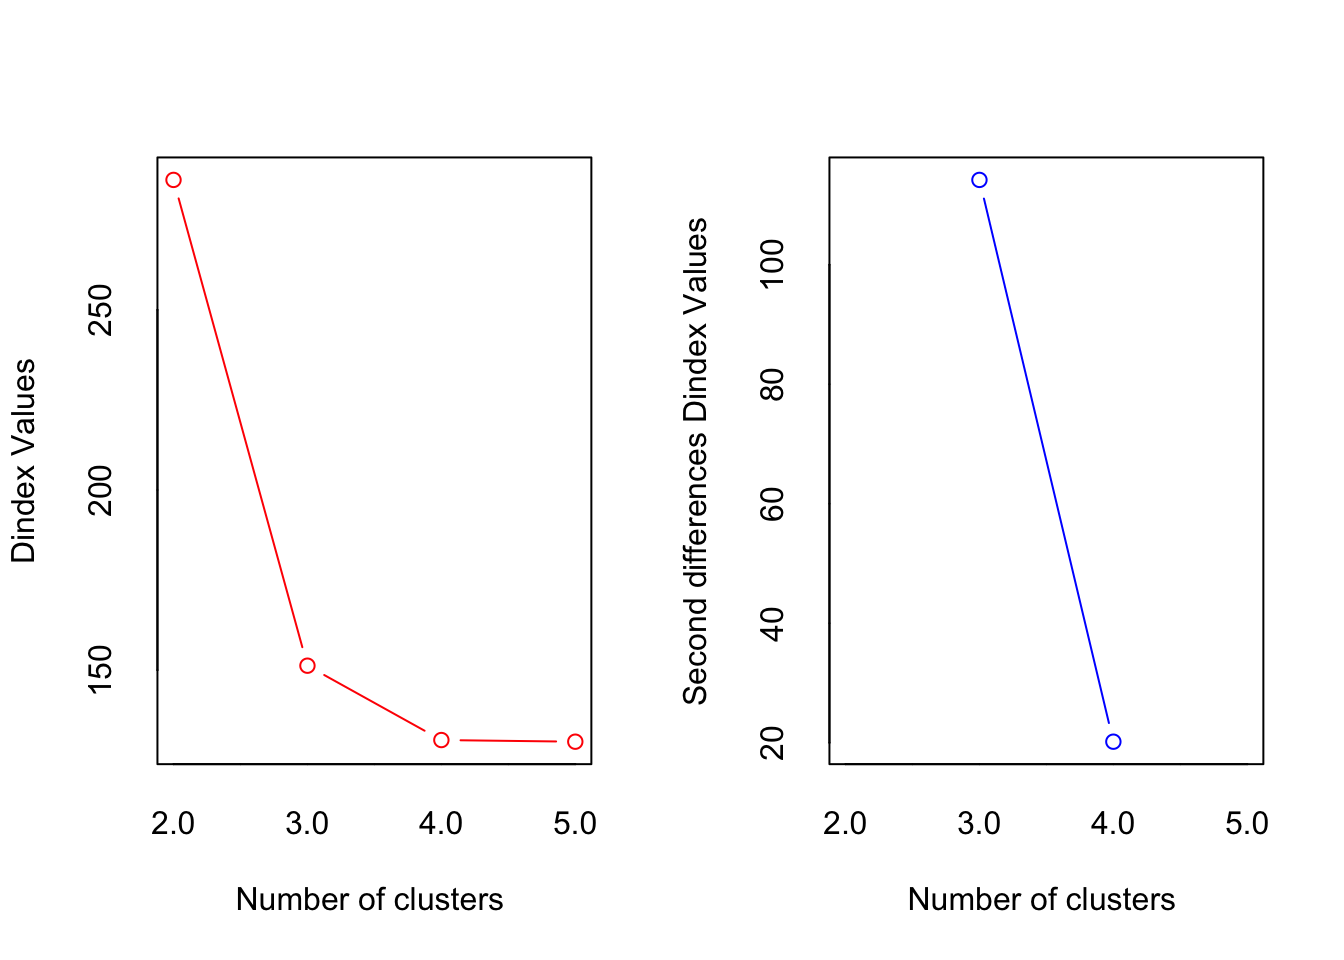 Dindex Values
250
200
150
2.0 3.0 4.0 5.0
Number of clusters
Second differences Dindex Values
100
80
60
40
20
2.0 3.0 4.0 5.0
Number of clusters